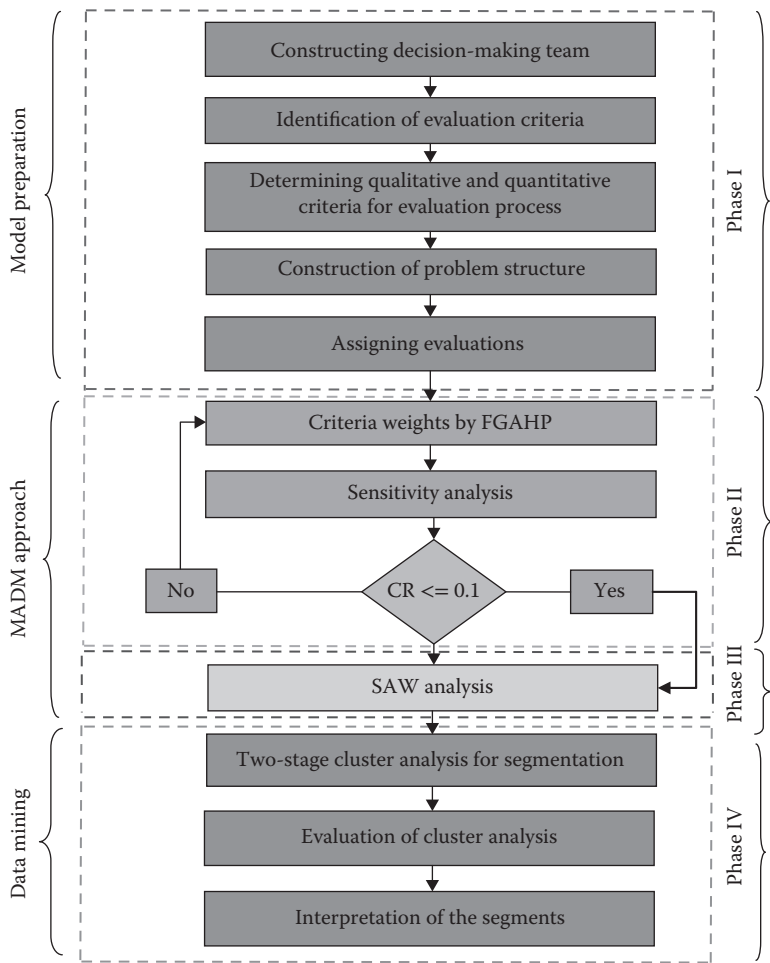 Model preparation
Constructing decision-making team
Identification of evaluation criteria
Determining qualitative and quantitative
criteria for evaluation process
Construction of problem structure
Assigning evaluations
Phase I
MADM approach
Criteria weights by FGAHP
Sensitivity analysis
No
CR <= 0.1
Yes
Phase II
SAW analysis
Phase III
Data mining
Two-stage cluster analysis for segmentation
Evaluation of cluster analysis
Interpretation of the segments
Phase IV